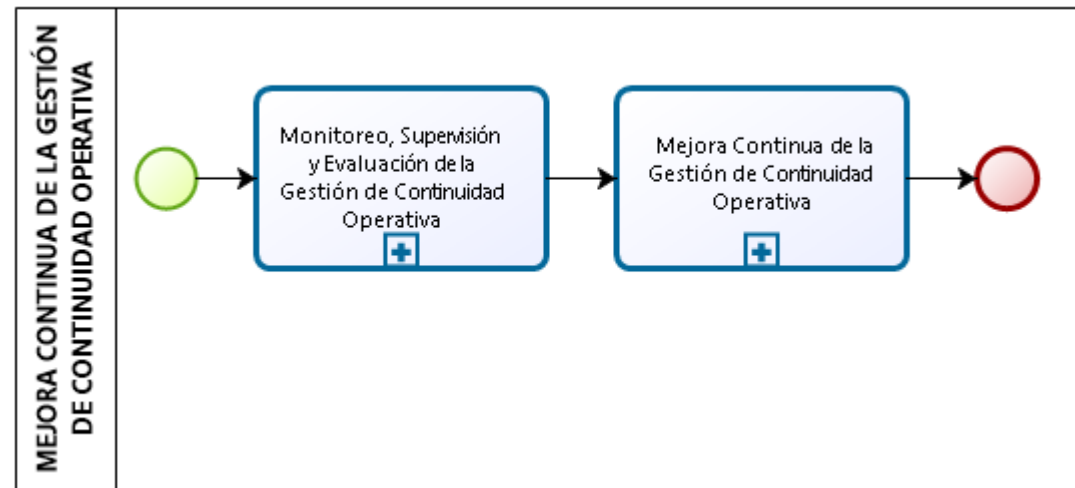 MEJORA CONTINUA DE LA GESTIÓN
DE CONTINUIDAD OPERATIVA
Monitoreo, Supervisión
y Evaluación de la
Gestión de Continuidad
Operativa
Mejora Continua de la
Gestión de Continuidad
Operativa